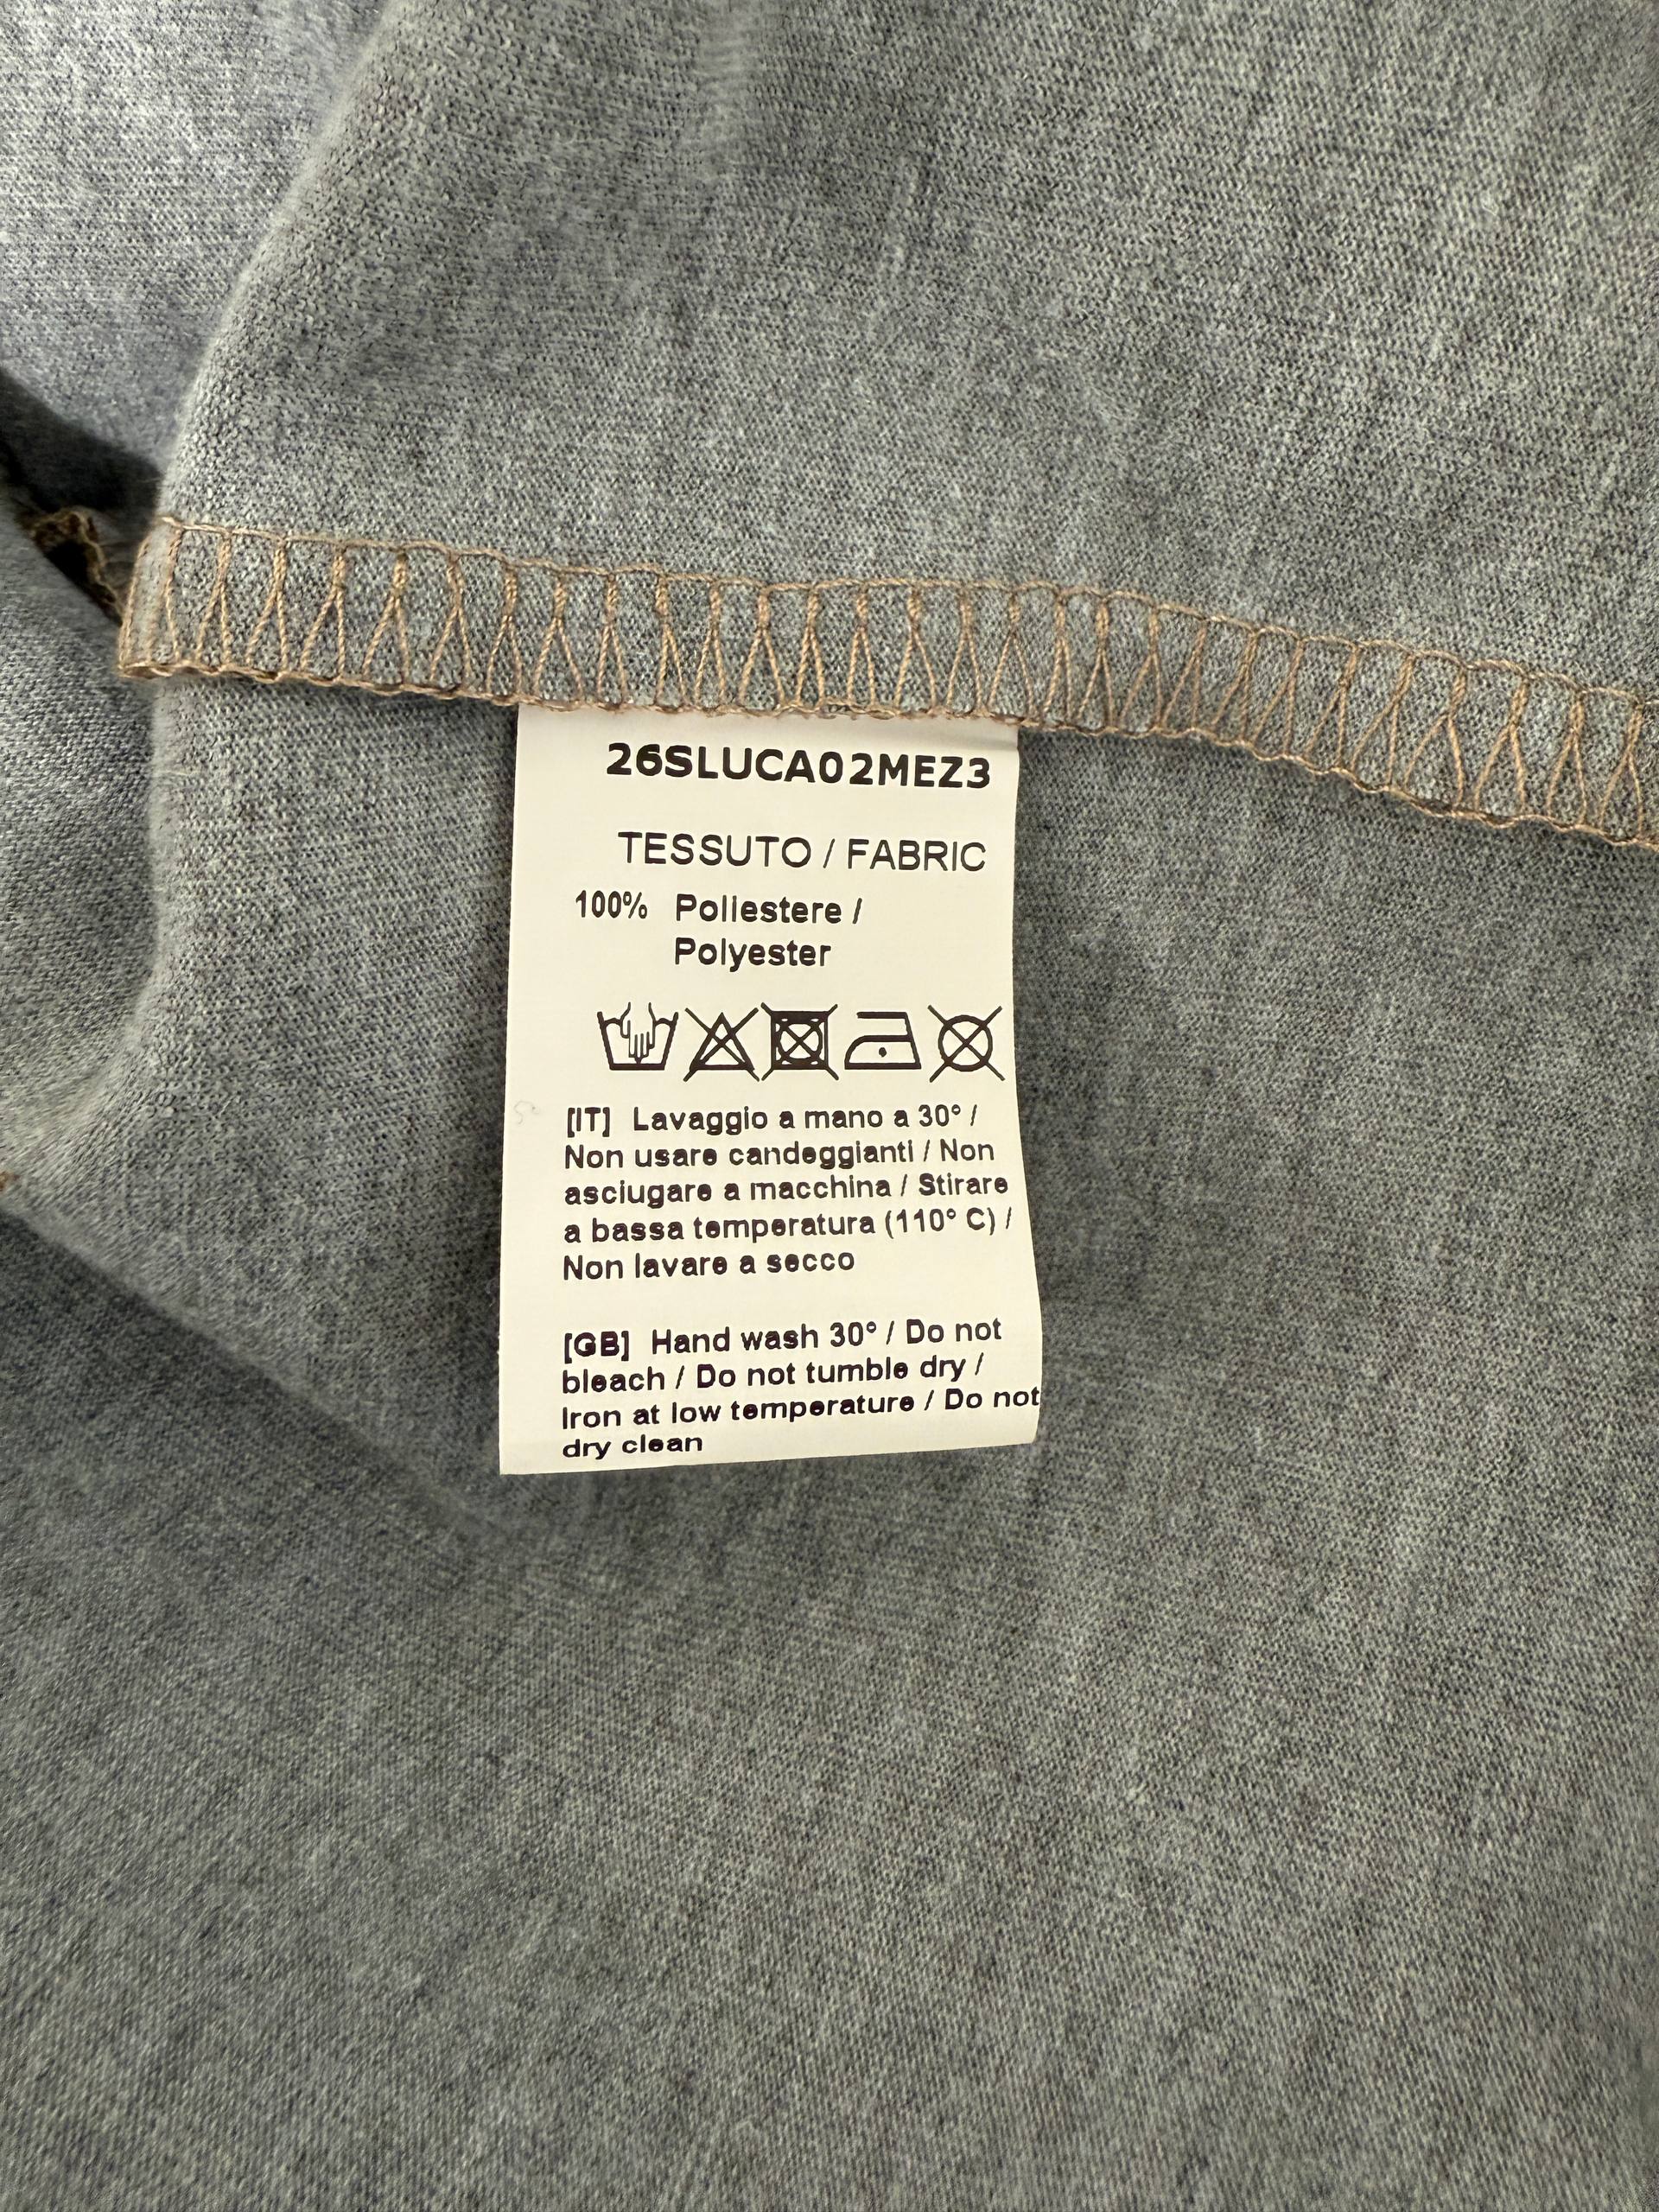 26SLUCA02MEZ3
TESSUTO / FABRIC
100% Poliestere /
Polyester
[IT] Lavaggio a mano a 30° /
Non usare candeggianti / Non
asciugare a macchina / Stirare
a bassa temperatura (110° C) /
Non lavare a secco
[GB] Hand wash 30° / Do not
bleach / Do not tumble dry /
Iron at low temperature / Do not
dry clean